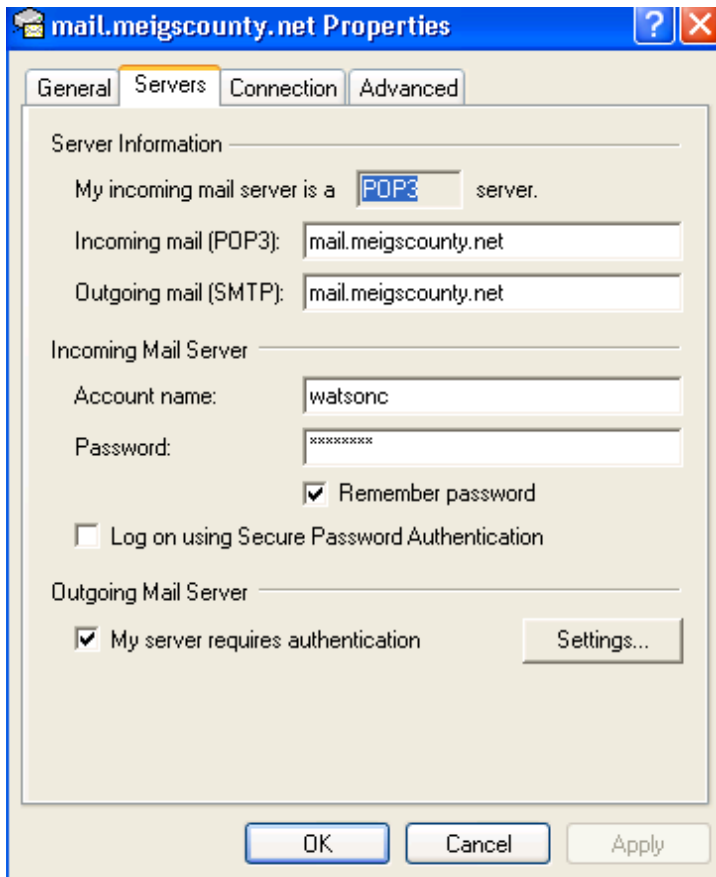 mail.meigscounty.net Properties
General Servers Connection Advanced
Server Information
My incoming mail server is a POP3 server.
Incoming mail (POP3): mail.meigscounty.net
Outgoing mail (SMTP): mail.meigscounty.net
Incoming Mail Server
Account name: watsonc
Password: ********
Remember password
Log on using Secure Password Authentication
Outgoing Mail Server
My server requires authentication Settings...
OK Cancel Apply